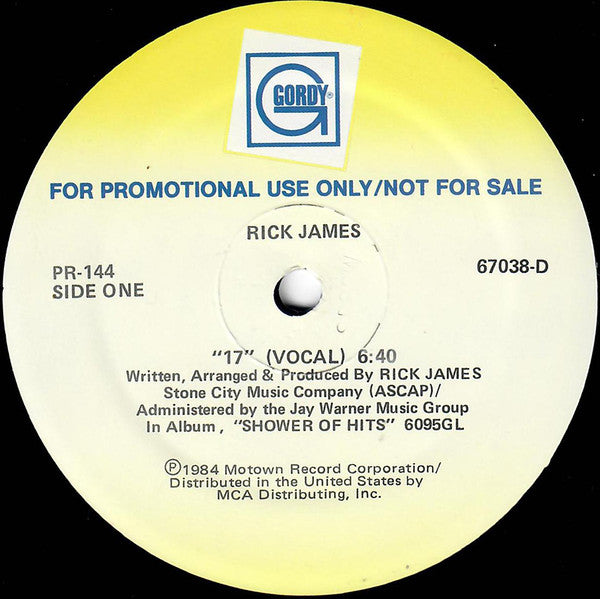 GORDY®
FOR PROMOTIONAL USE ONLY/NOT FOR SALE
RICK JAMES
PR-144
SIDE ONE
67038-D
"17" (VOCAL) 6:40
Written, Arranged & Produced By RICK JAMES
Stone City Music Company (ASCAP)/
Administered by the Jay Warner Music Group
In Album, "SHOWER OF HITS" 6095GL
Ⓟ1984 Motown Record Corporation/
Distributed in the United States by
MCA Distributing, Inc.